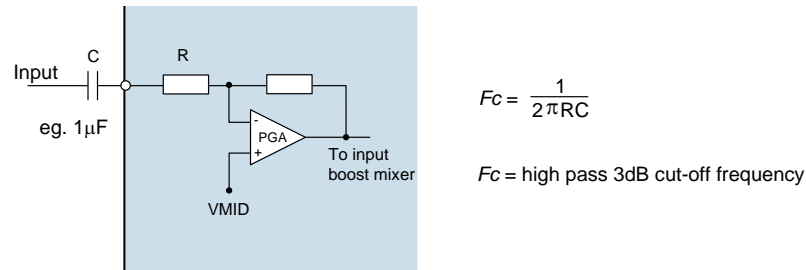 C
R
Input
eg. 1μF
-
PGA
+
To input
boost mixer
VMID
Fc = 1
2πRC
Fc = high pass 3dB cut-off frequency